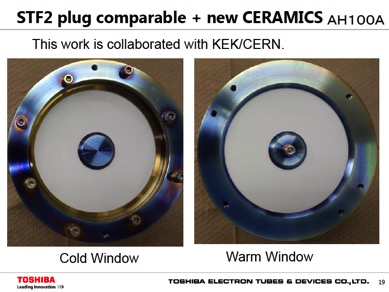 STF2 plug comparable + new CERAMICS AH100A
This work is collaborated with KEK/CERN.
Cold Window
Warm Window
TOSHIBA
Leading Innovation >>>
TOSHIBA ELECTRON TUBES & DEVICES CO.,LTD. 19